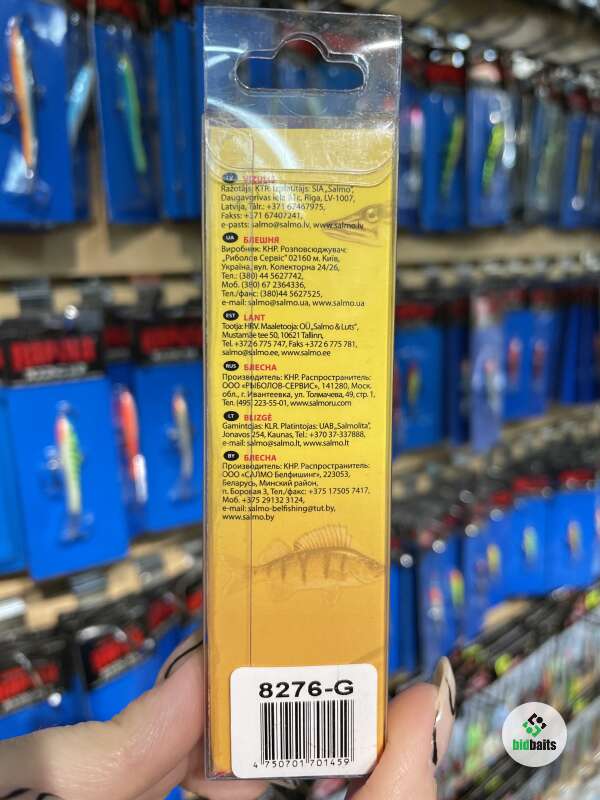 LV VIZULIS
Ražotājs: KTR. Izplatītājs: SIA „Salmo”,
Daugavgrīvas iela Rīga, LV-1007,
Latvija, Tālr.: +371 67467975,
Fakss: +371 67407241,
e-pasts: salmo@salmo.lv, www.salmo.lv
UA БЛЕШНЯ
Виробник: КНР. Розповсюджувач:
„Риболов Сервіс” 02160 м. Київ,
Україна, вул. Колекторна 24/26,
Тел.: (380) 44 5627742,
Моб. (380) 67 2364336,
Тел./факс: (380)44 5627525,
e-mail: salmo@salmo.ua, www.salmo.ua
EST LANT
Tootja: HRV. Maaletooja: OÜ„Salmo & Luts”,
Mustamäe tee 50, 10621 Tallinn,
Tel. +372 6 775 747, Faks +372 6 775 781,
salmo@salmo.ee, www.salmo.ee
RUS БЛЕСНА
Производитель: КНР. Распространитель:
ООО «РЫБОЛОВ-СЕРВИС», 141280, Моск.
обл., г. Ивантеевка, ул. Толмачева, 49, стр. 1.
Тел. (495) 223-55-01, www.salmoru.com
LT BLIZGĖ
Gamintojas: KLR. Platintojas: UAB„Salmolita”,
Jonavos 254, Kaunas, Tel.: +370 37-337888,
e-mail: salmo@salmo.lt, www.salmo.lt
BY БЛЕСНА
Производитель: КНР. Распространитель:
ООО «САЛМО Белфишинг”, 223053,
Беларусь, Минский район,
п. Боровая 3, Тел./факс: +375 17505 7417,
Моб. +375 29132 3124,
e-mail: salmo-belfishing@tut.by,
www.salmo.by
8276-G
4 750701 701459
bidbaits